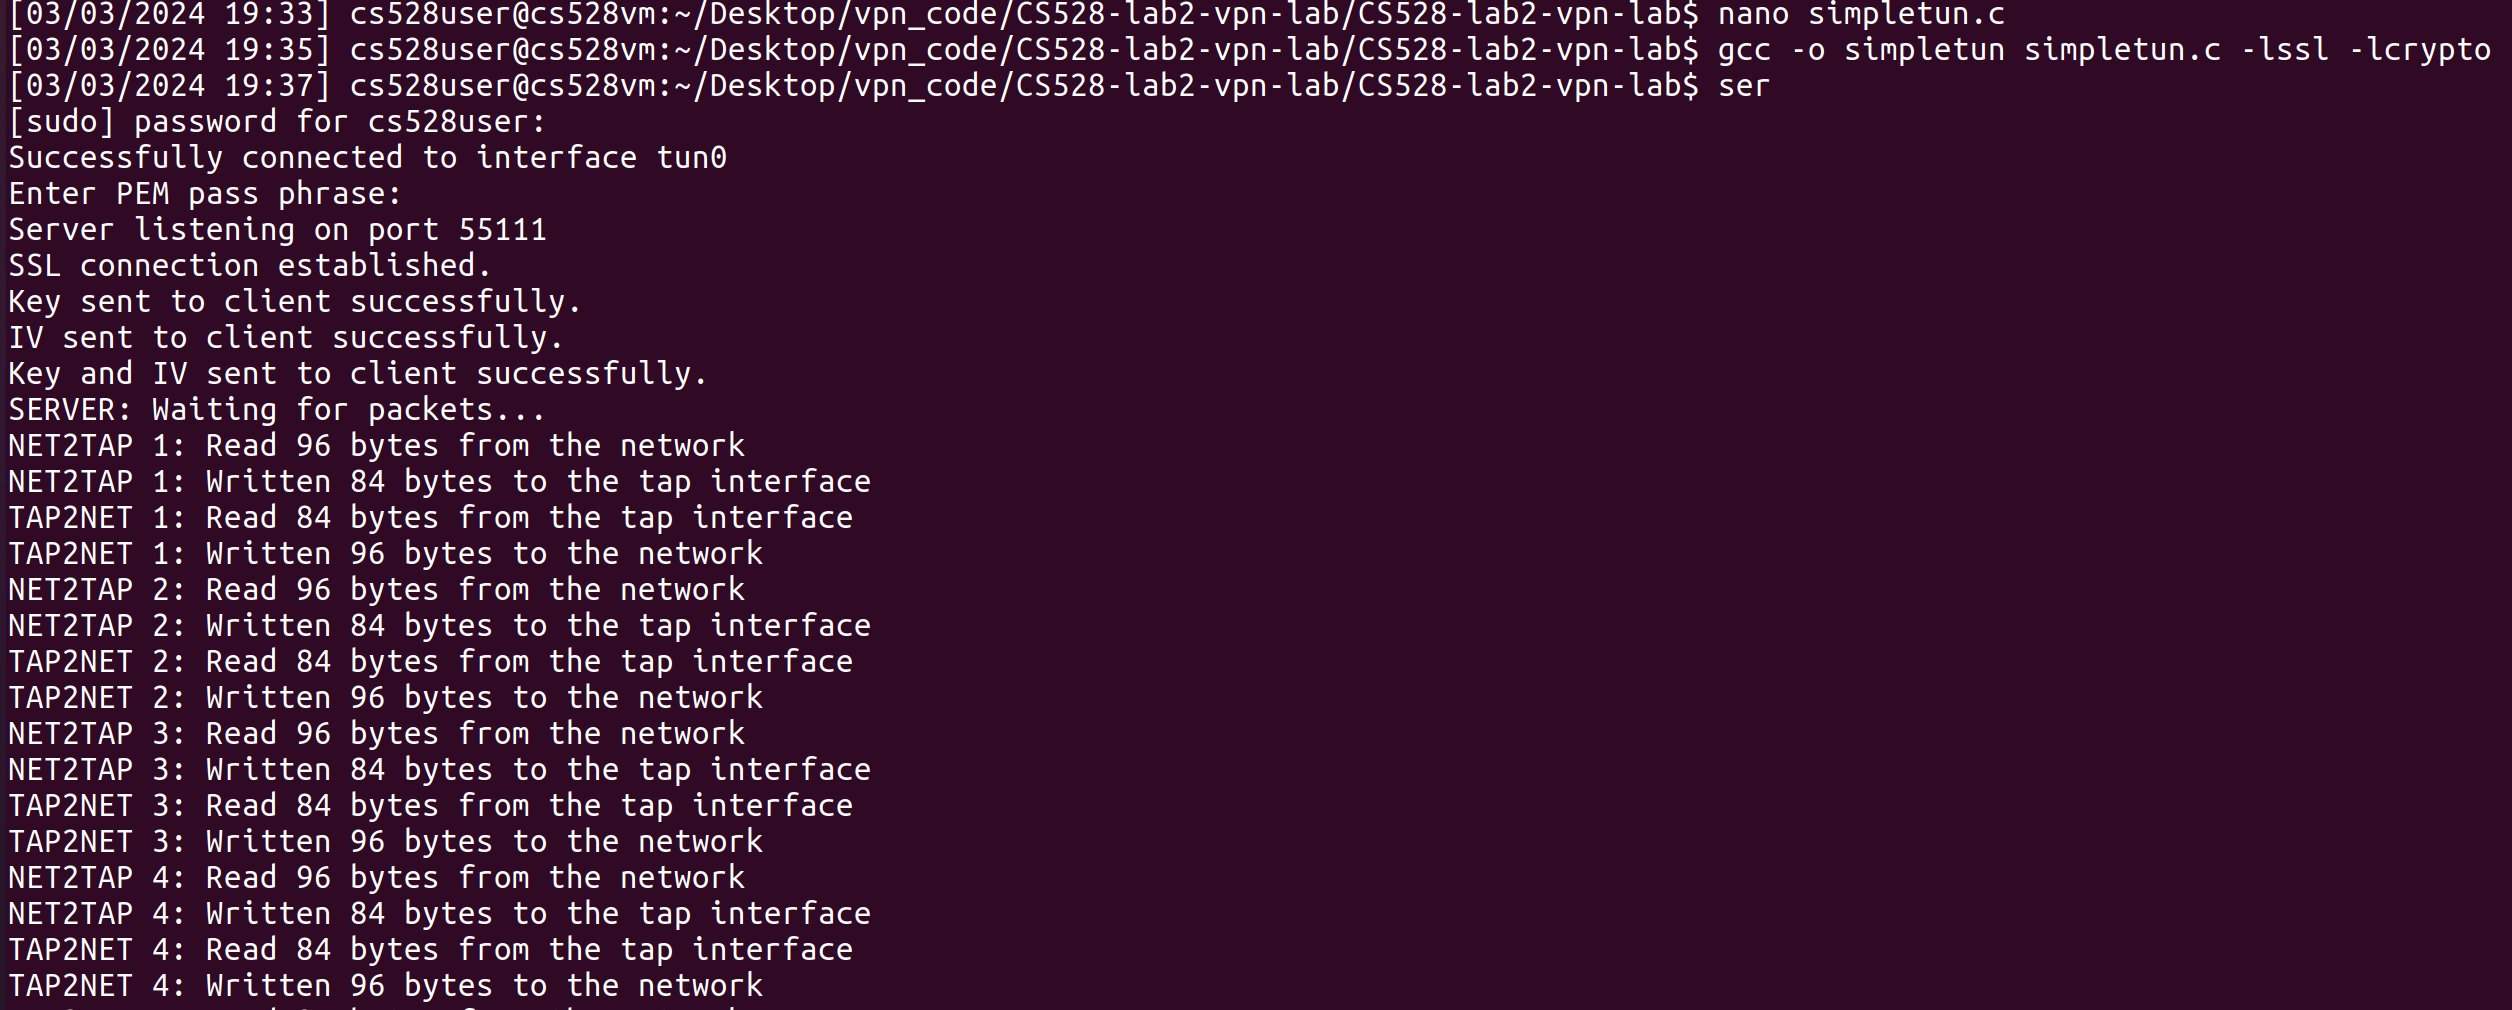 [03/03/2024 19:33] cs528user@cs528vm:~/Desktop/vpn_code/CS528-lab2-vpn-lab/CS528-lab2-vpn-lab$ nano simpletun.c
[03/03/2024 19:35] cs528user@cs528vm:~/Desktop/vpn_code/CS528-lab2-vpn-lab/CS528-lab2-vpn-lab$ gcc -o simpletun simpletun.c -lssl -lcrypto
[03/03/2024 19:37] cs528user@cs528vm:~/Desktop/vpn_code/CS528-lab2-vpn-lab/CS528-lab2-vpn-lab$ ser
[sudo] password for cs528user:
Successfully connected to interface tun0
Enter PEM pass phrase:
Server listening on port 55111
SSL connection established.
Key sent to client successfully.
IV sent to client successfully.
Key and IV sent to client successfully.
SERVER: Waiting for packets...
NET2TAP 1: Read 96 bytes from the network
NET2TAP 1: Written 84 bytes to the tap interface
TAP2NET 1: Read 84 bytes from the tap interface
TAP2NET 1: Written 96 bytes to the network
NET2TAP 2: Read 96 bytes from the network
NET2TAP 2: Written 84 bytes to the tap interface
TAP2NET 2: Read 84 bytes from the tap interface
TAP2NET 2: Written 96 bytes to the network
NET2TAP 3: Read 96 bytes from the network
NET2TAP 3: Written 84 bytes to the tap interface
TAP2NET 3: Read 84 bytes from the tap interface
TAP2NET 3: Written 96 bytes to the network
NET2TAP 4: Read 96 bytes from the network
NET2TAP 4: Written 84 bytes to the tap interface
TAP2NET 4: Read 84 bytes from the tap interface
TAP2NET 4: Written 96 bytes to the network